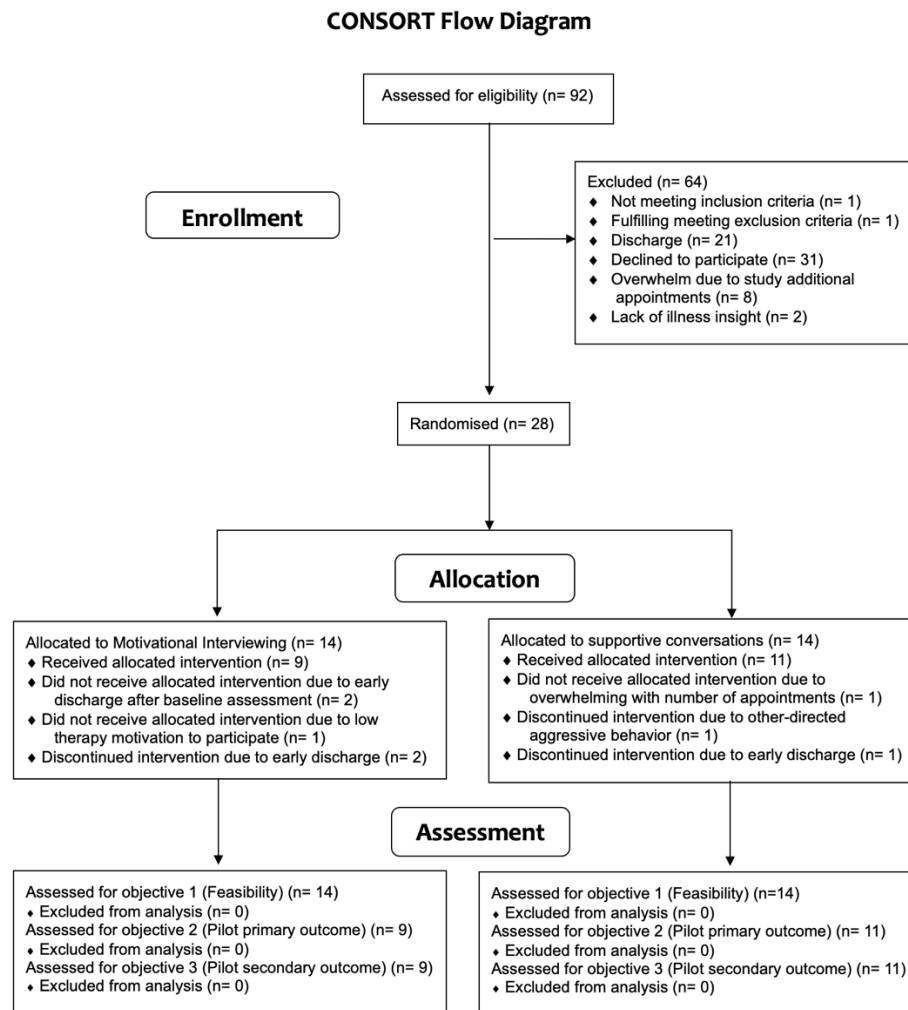 CONSORT Flow Diagram
Assessed for eligibility (n= 92)
Enrollment
Excluded (n= 64)
♦ Not meeting inclusion criteria (n= 1)
♦ Fulfilling meeting exclusion criteria (n= 1)
♦ Discharge (n= 21)
♦ Declined to participate (n= 31)
♦ Overwhelm due to study additional
appointments (n= 8)
♦ Lack of illness insight (n= 2)
Randomised (n= 28)
Allocation
Allocated to Motivational Interviewing (n= 14)
♦ Received allocated intervention (n= 9)
♦ Did not receive allocated intervention due to early
discharge after baseline assessment (n= 2)
♦ Did not receive allocated intervention due to low
therapy motivation to participate (n= 1)
♦ Discontinued intervention due to early discharge (n= 2)
Allocated to supportive conversations (n= 14)
♦ Received allocated intervention (n= 11)
♦ Did not receive allocated intervention due to
overwhelming with number of appointments (n= 1)
♦ Discontinued intervention due to other-directed
aggressive behavior (n= 1)
♦ Discontinued intervention due to early discharge (n= 1)
Assessment
Assessed for objective 1 (Feasibility) (n= 14)
♦ Excluded from analysis (n= 0)
Assessed for objective 2 (Pilot primary outcome) (n= 9)
♦ Excluded from analysis (n= 0)
Assessed for objective 3 (Pilot secondary outcome) (n= 9)
♦ Excluded from analysis (n= 0)
Assessed for objective 1 (Feasibility) (n=14)
♦ Excluded from analysis (n= 0)
Assessed for objective 2 (Pilot primary outcome) (n= 11)
♦ Excluded from analysis (n= 0)
Assessed for objective 3 (Pilot secondary outcome) (n= 11)
♦ Excluded from analysis (n= 0)